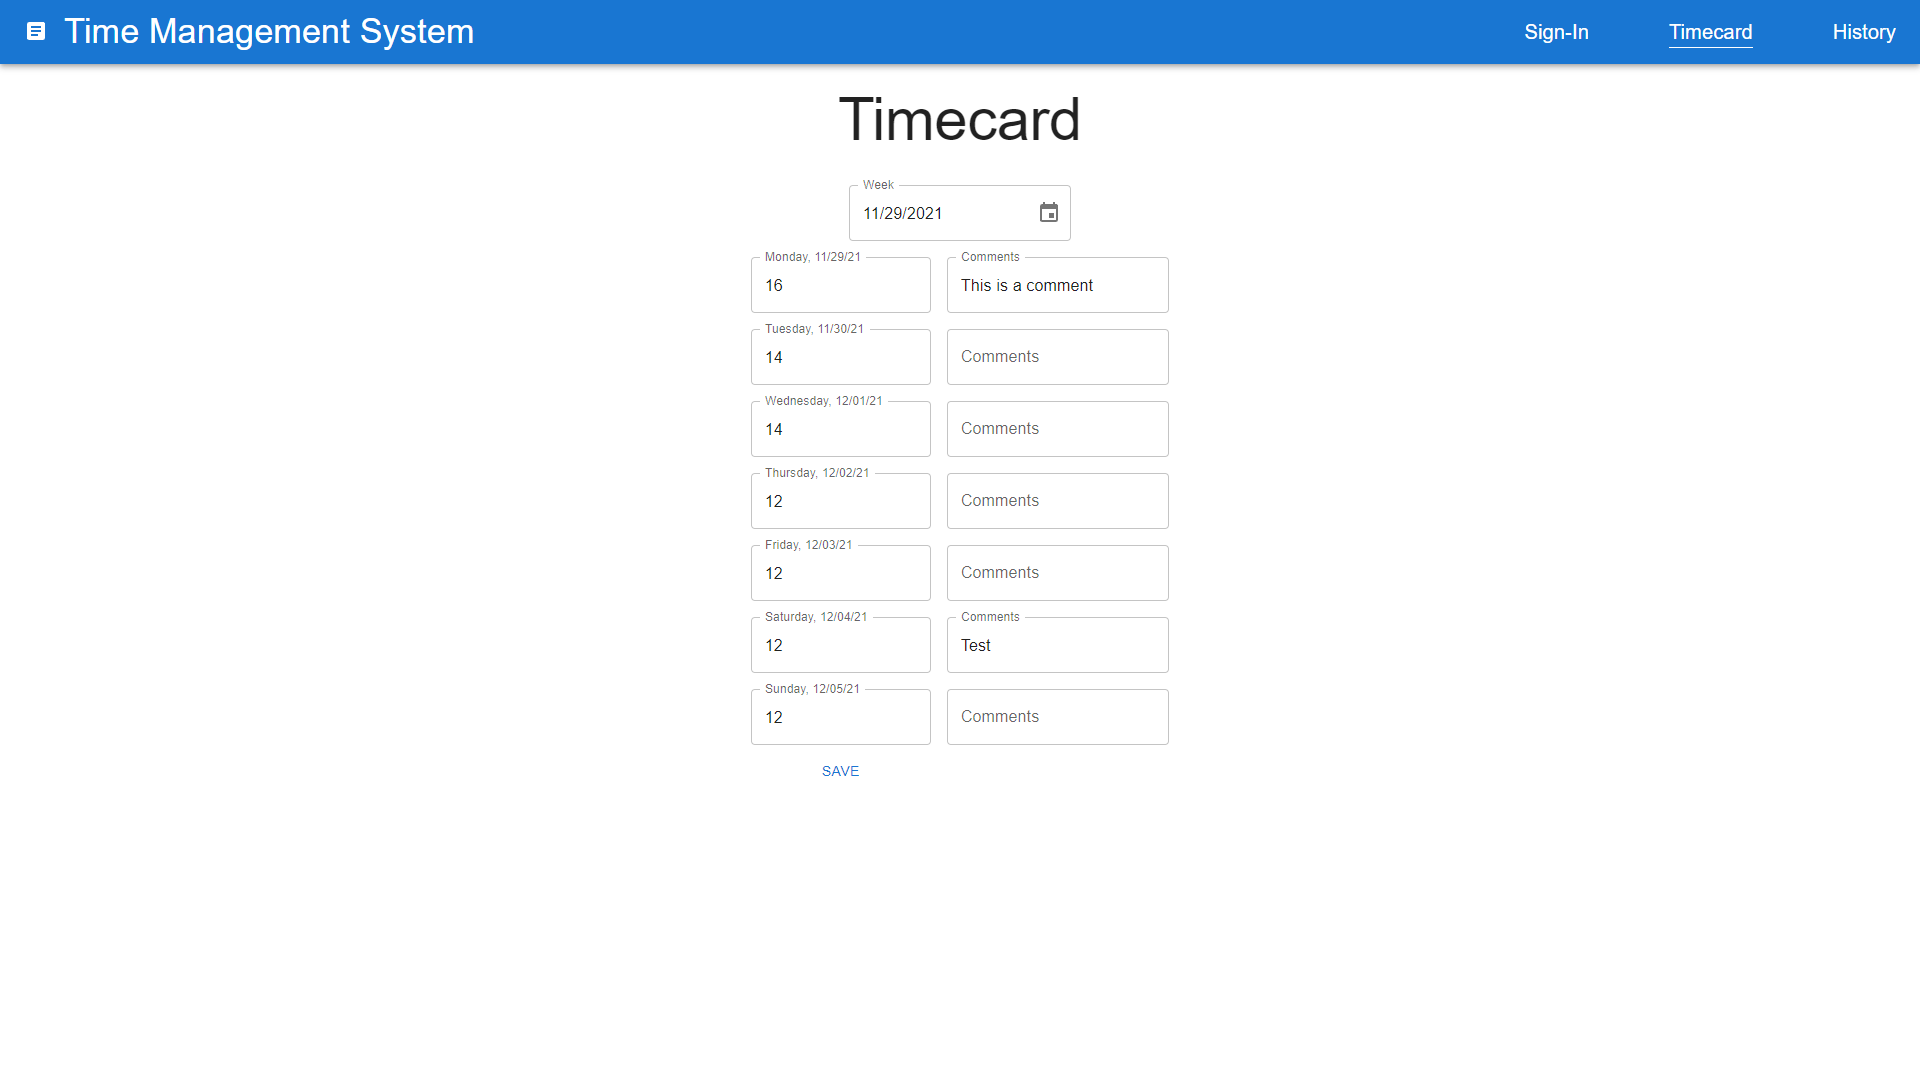 Time Management System
Sign-In
Timecard
History
Timecard
Week
11/29/2021
Monday, 11/29/21
16
Comments
This is a comment
Tuesday, 11/30/21
14
Comments
Wednesday, 12/01/21
14
Comments
Thursday, 12/02/21
12
Comments
Friday, 12/03/21
12
Comments
Saturday, 12/04/21
12
Comments
Test
Sunday, 12/05/21
12
Comments
SAVE